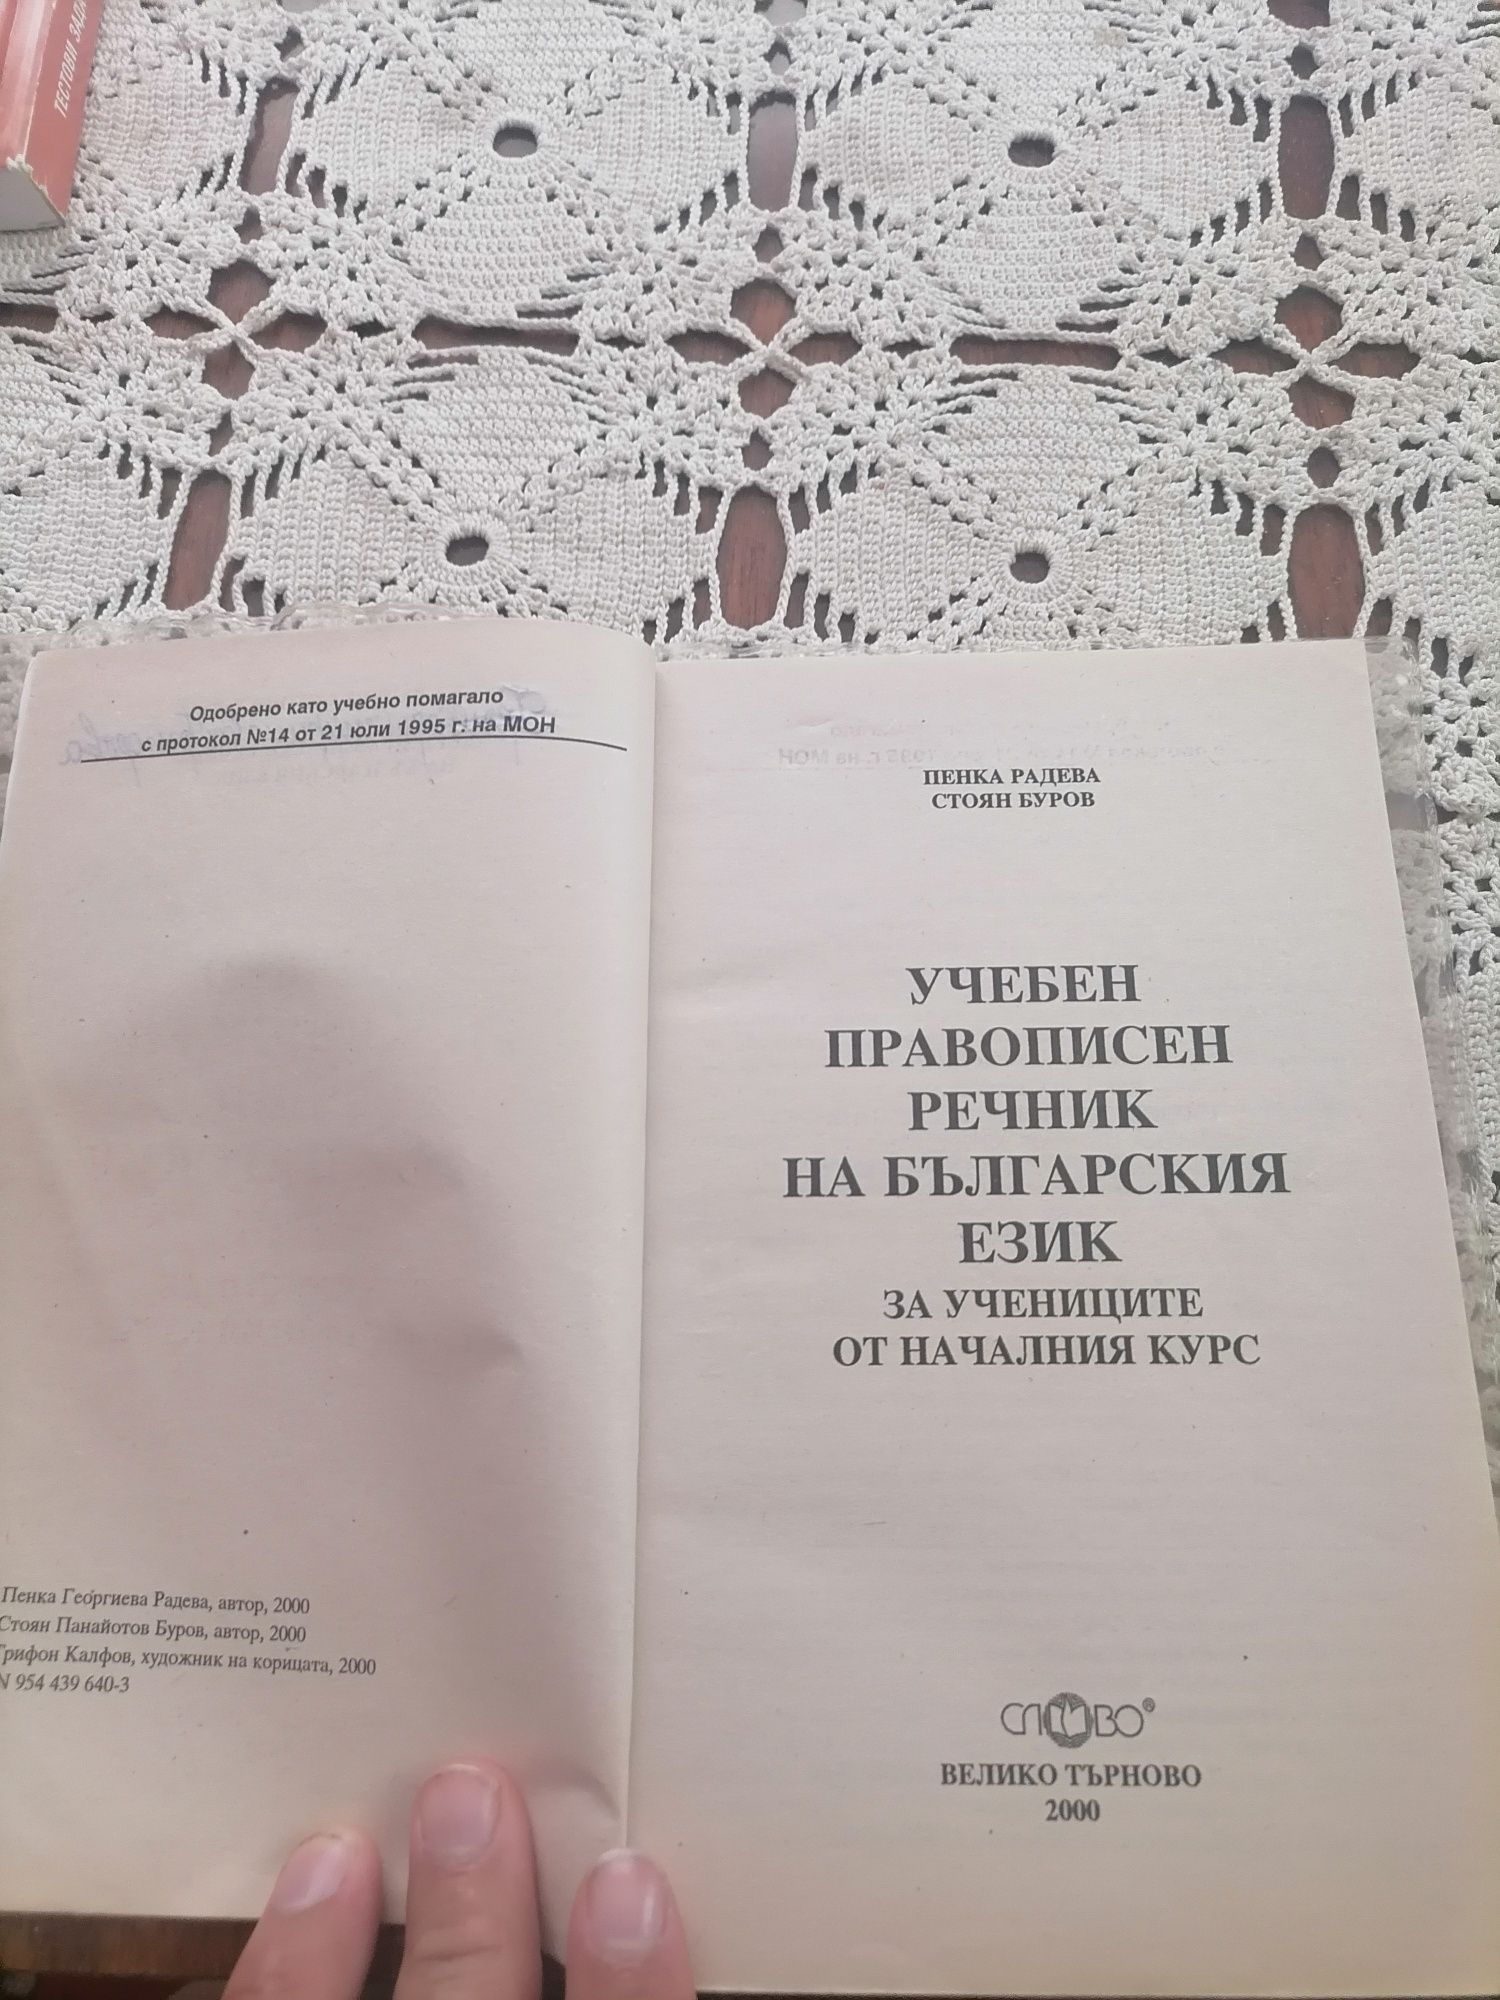 ТЕСТОВИ
Одобрено като учебно помагало
с протокол №14 от 21 юли 1995 г. на МОН
Пенка Георгиева Радева, автор, 2000
Стоян Панайотов Буров, автор, 2000
Калфов, художник на корицата, 2000
954 439 640-3
ПЕНКА РАДЕВА
СТОЯН БУРОВ
УЧЕБЕН
ПРАВОПИСЕН
РЕЧНИК
НА БЪЛГАРСКИЯ
ЕЗИК
ЗА УЧЕНИЦИТЕ
ОТ НАЧАЛНИЯ КУРС
СЛОВО®
ВЕЛИКО ТЪРНОВО
2000